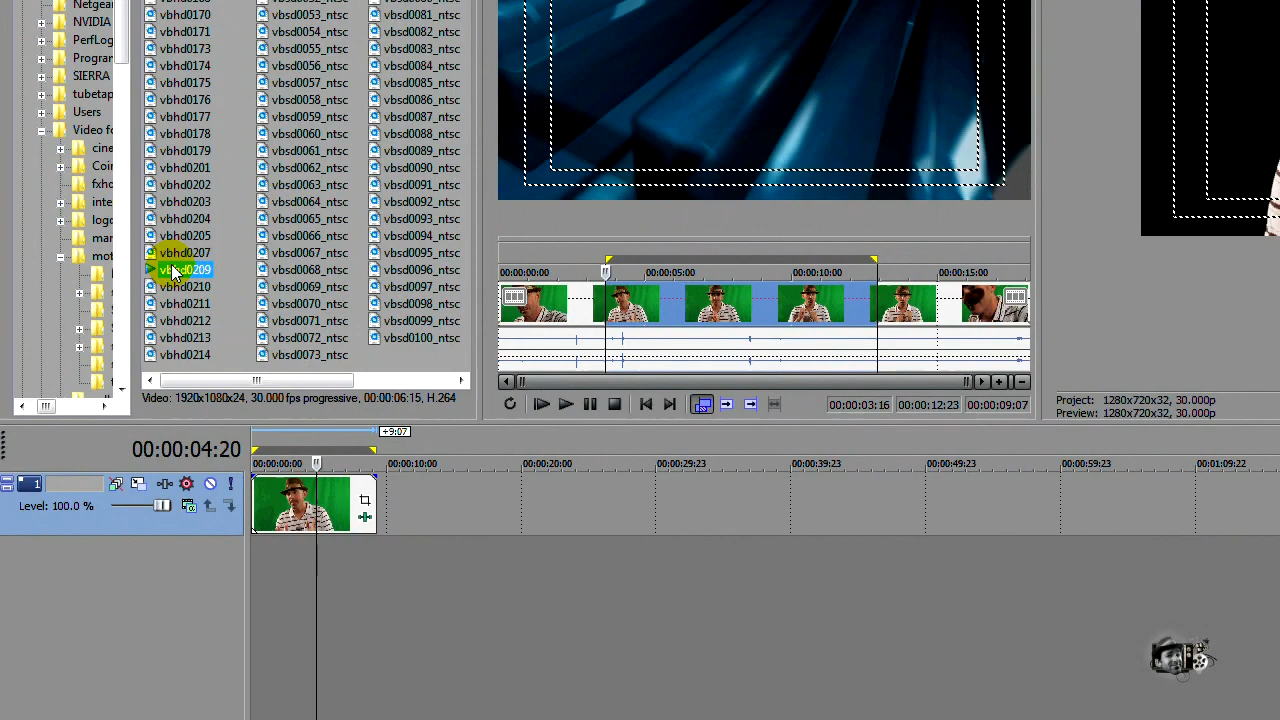 Netgear
NVIDIA
PerfLog
Program
SIERRA
tubetap
Users
Video fo
cine
Coi
fxho
inte
logo
mar
mot
vbhd0170
vbhd0171
vbhd0173
vbhd0174
vbhd0175
vbhd0176
vbhd0177
vbhd0178
vbhd0179
vbhd0201
vbhd0202
vbhd0203
vbhd0204
vbhd0205
vbhd0207
vbhd0209
vbhd0210
vbhd0211
vbhd0212
vbhd0213
vbhd0214
vbsd0053_ntsc
vbsd0054_ntsc
vbsd0055_ntsc
vbsd0056_ntsc
vbsd0057_ntsc
vbsd0058_ntsc
vbsd0059_ntsc
vbsd0060_ntsc
vbsd0061_ntsc
vbsd0062_ntsc
vbsd0063_ntsc
vbsd0064_ntsc
vbsd0065_ntsc
vbsd0066_ntsc
vbsd0067_ntsc
vbsd0068_ntsc
vbsd0069_ntsc
vbsd0070_ntsc
vbsd0071_ntsc
vbsd0072_ntsc
vbsd0073_ntsc
vbsd0081_ntsc
vbsd0082_ntsc
vbsd0083_ntsc
vbsd0084_ntsc
vbsd0085_ntsc
vbsd0086_ntsc
vbsd0087_ntsc
vbsd0088_ntsc
vbsd0089_ntsc
vbsd0090_ntsc
vbsd0091_ntsc
vbsd0092_ntsc
vbsd0093_ntsc
vbsd0094_ntsc
vbsd0095_ntsc
vbsd0096_ntsc
vbsd0097_ntsc
vbsd0098_ntsc
vbsd0099_ntsc
vbsd0100_ntsc
Video: 1920x1080x24, 30.000 fps progressive, 00:00:06:15, H.264
00:00:00:00 00:00:05:00 00:00:10:00 00:00:15:00
00:00:03:16 00:00:12:23 00:00:09:07
Project: 1280x720x32, 30.000p
Preview: 1280x720x32, 30.000p
+9:07
00:00:04:20
00:00:00:00 00:00:10:00 00:00:20:00 00:00:29:23 00:00:39:23 00:00:49:23 00:00:59:23 00:01:09:22
1
Level: 100.0 %